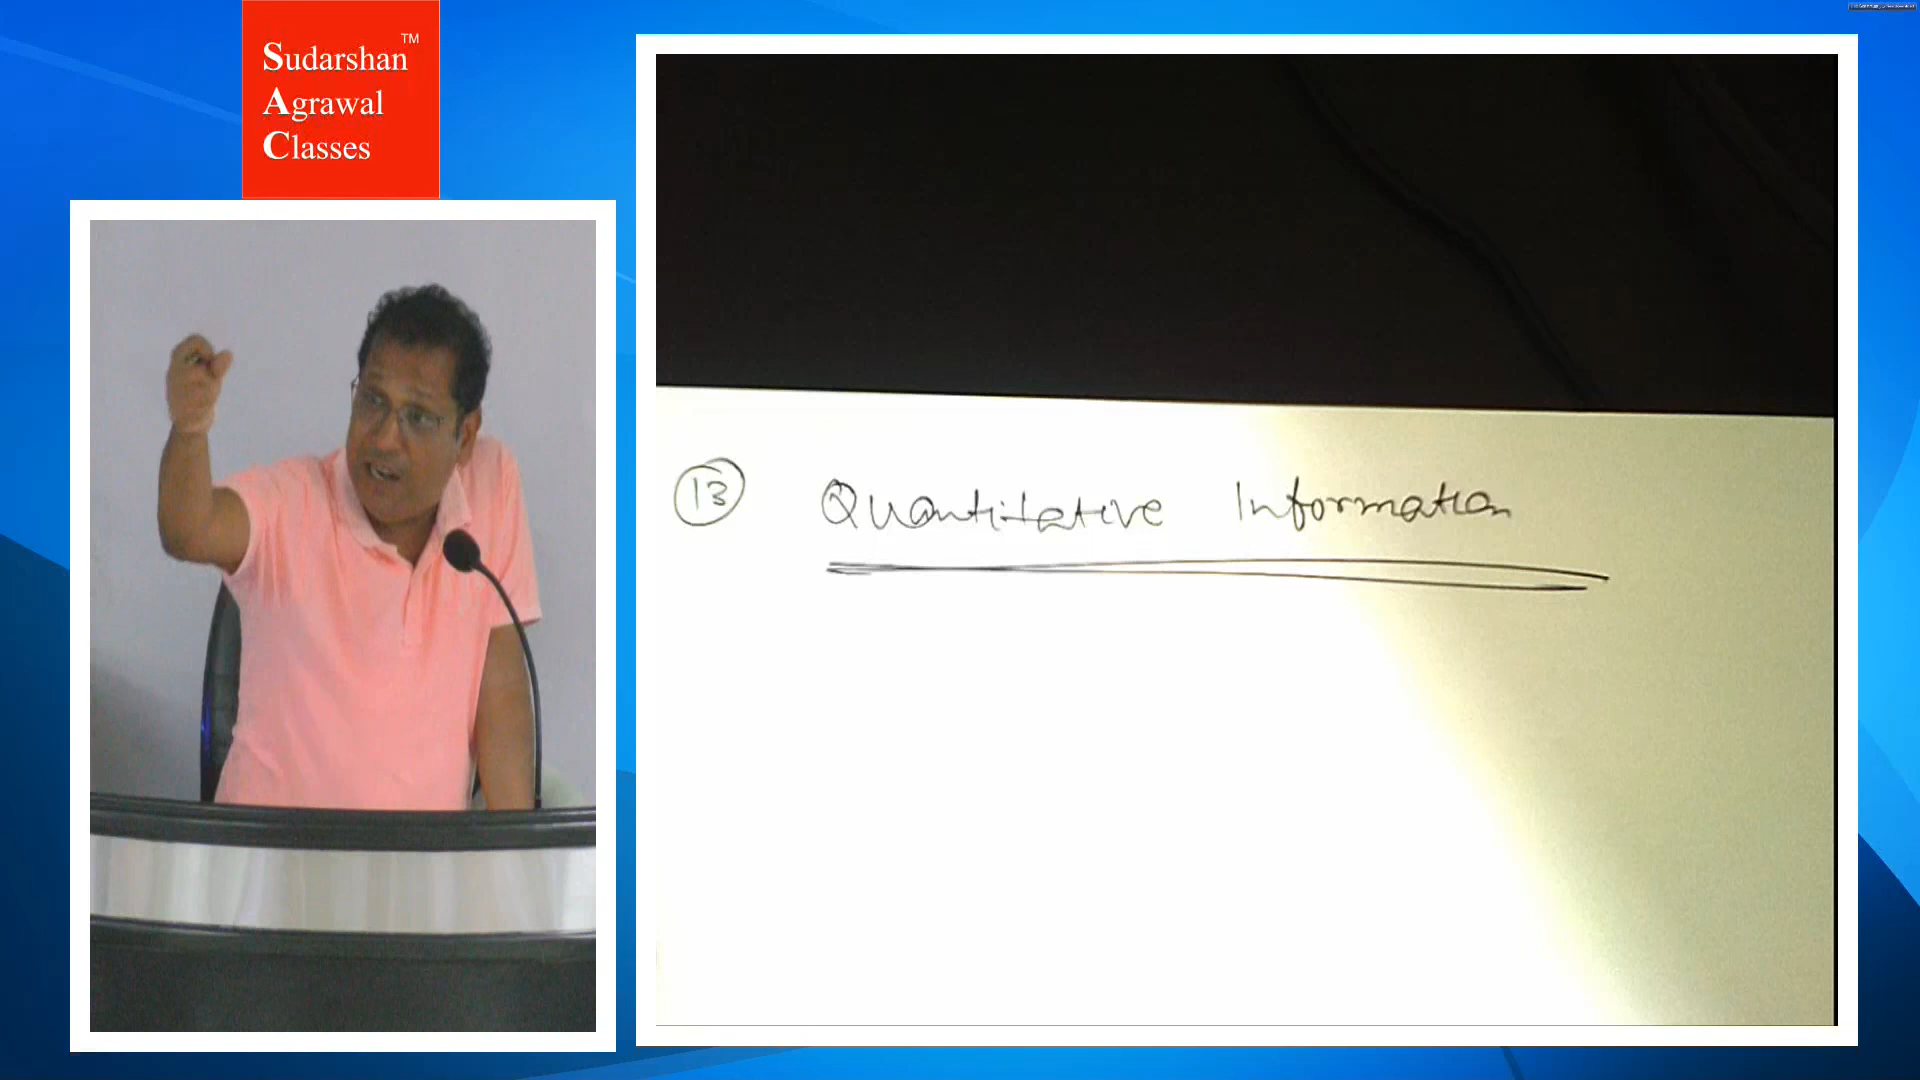 Sudarshan™
Agrawal
Classes
13 Quantitative Information